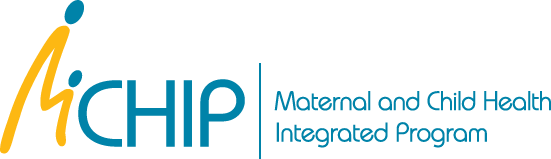 MCHIP
Maternal and Child Health
Integrated Program